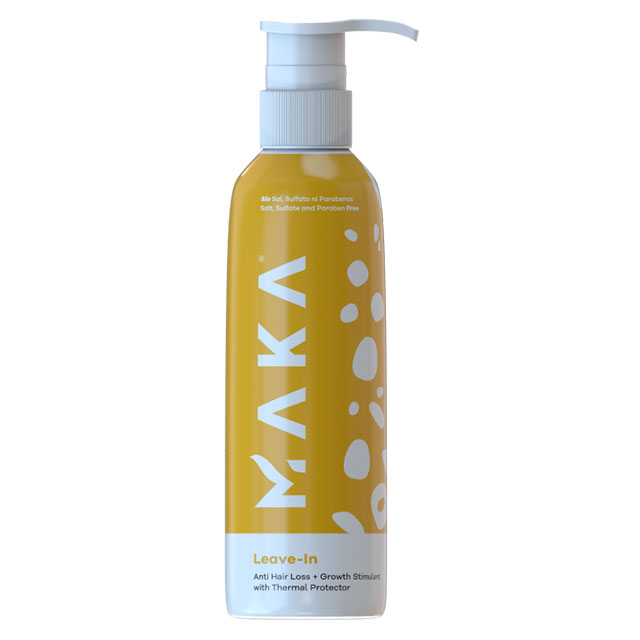 Sin Sal, Sulfato ni Parabenos
Salt, Sulfate and Paraben Free
MAKA
Leave-In
Anti Hair Loss + Growth Stimulant
with Thermal Protector